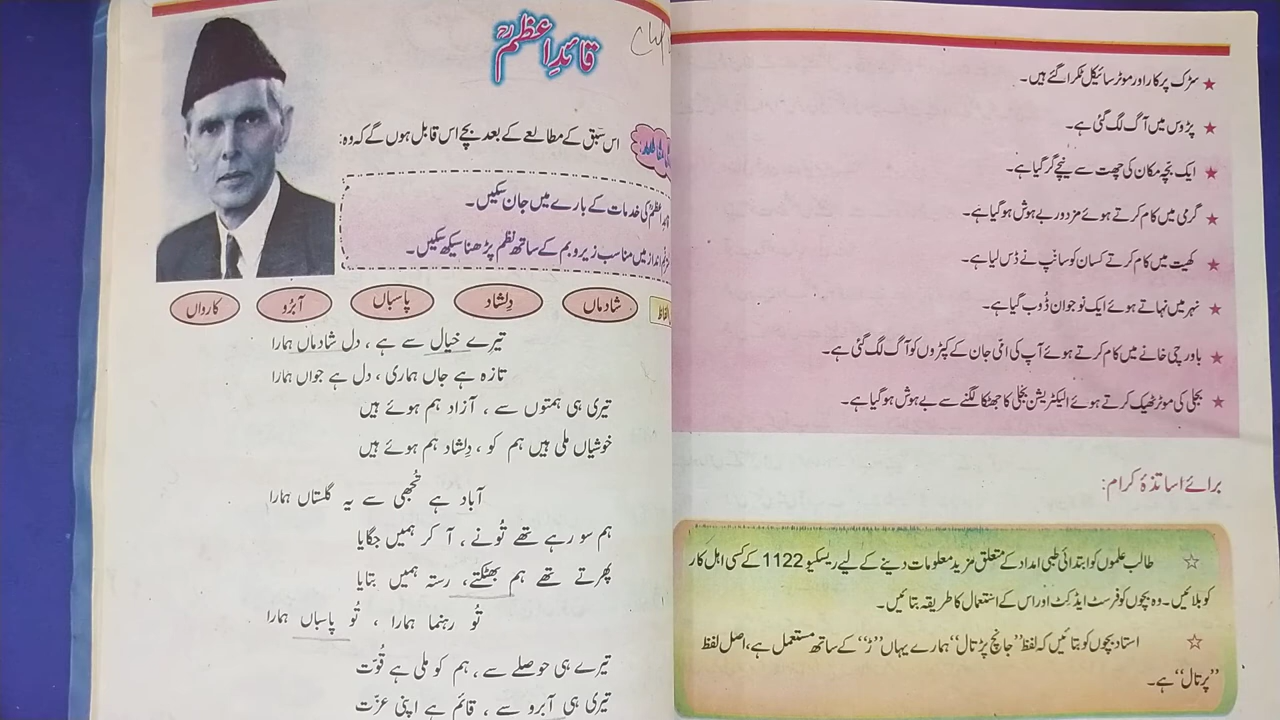 سڑک پر کار اور موٹر سائیکل ٹکرا گئے ہیں۔
پڑوس میں آگ لگ گئی ہے۔
ایک بچّہ مکان کی چھت سے نیچے گر گیا ہے۔
گرمی میں کام کرتے ہوئے مزدور بے ہوش ہو گیا ہے۔
کھیت میں کام کرتے کسان کو سانپ نے ڈس لیا ہے۔
نہر میں نہاتے ہوئے ایک نوجوان ڈوب گیا ہے۔
باورچی خانے میں کام کرتے ہوئے آپ کی امّی جان کے کپڑوں کو آگ لگ گئی ہے۔
بجلی کی موٹر ٹھیک کرتے ہوئے الیکٹریشن بجلی کا جھٹکا لگنے سے بے ہوش ہو گیا ہے۔
برائے اساتذۂ کرام:
طالب علموں کو ابتدائی طبی امداد کے متعلق مزید معلومات دینے کے لیے ریسکیو 1122 کے کسی اہل کار
کو بلائیں۔ وہ بچوں کو فرسٹ ایڈ کِٹ اور اس کے استعمال کا طریقہ بتائیں۔
استاد بچوں کو بتائیں کہ لفظ ”جانچ پڑتال“ ہمارے یہاں ”ڑ“ کے ساتھ مستعمل ہے، اصل لفظ
”پرتال“ ہے۔
قائدِاعظمؒ
اس سبق کے مطالعے کے بعد بچے اس قابل ہوں گے کہ وہ:
اعظمؒ کی خدمات کے بارے میں جان سکیں۔
انداز میں مناسب زیر و بم کے ساتھ نظم پڑھنا سیکھ سکیں۔
شادماں دِلشاد پاسباں آبرُو کارواں
تیرے خیال سے ہے ، دل شادماں ہمارا
تازہ ہے جاں ہماری ، دل ہے جواں ہمارا
تیری ہی ہمتوں سے ، آزاد ہم ہوئے ہیں
خوشیاں ملی ہیں ہم کو ، دِلشاد ہم ہوئے ہیں
آباد ہے تُجھی سے یہ گلستاں ہمارا
ہم سو رہے تھے تُونے ، آ کر ہمیں جگایا
پھرتے تھے ہم بھٹکتے، رستہ ہمیں بتایا
تُو رہنما ہمارا ، تُو پاسباں ہمارا
تیرے ہی حوصلے سے ، ہم کو ملی ہے قُوّت
تیری ہی آبرو سے ، قائم ہے اپنی عزّت